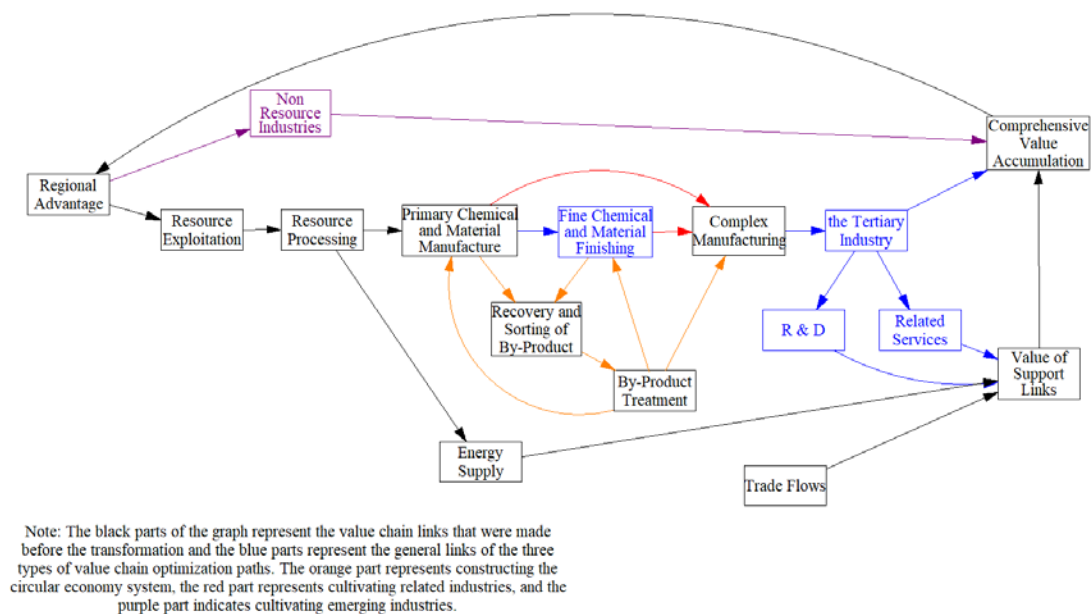 Non
Resource
Industries
Comprehensive
Value
Accumulation
Regional
Advantage
Resource
Exploitation
Resource
Processing
Primary Chemical
and Material
Manufacture
Fine Chemical
and Material
Finishing
Complex
Manufacturing
the Tertiary
Industry
Recovery and
Sorting of
By-Product
R & D
Related
Services
Value of
Support
Links
By-Product
Treatment
Energy
Supply
Trade Flows
Note: The black parts of the graph represent the value chain links that were made
before the transformation and the blue parts represent the general links of the three
types of value chain optimization paths. The orange part represents constructing the
circular economy system, the red part represents cultivating related industries, and the
purple part indicates cultivating emerging industries.